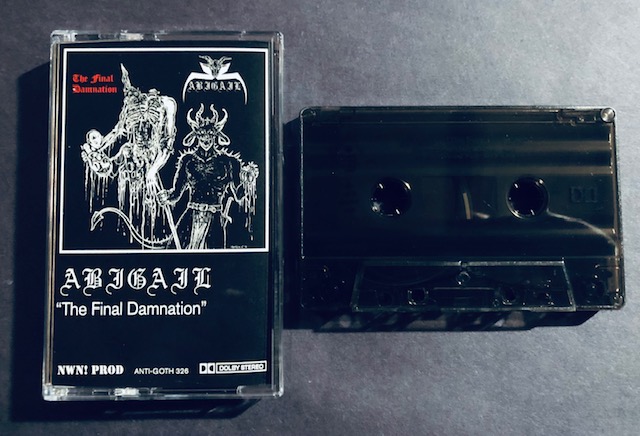 The Final
Damnation
ABIGAIL
ABIGAIL
"The Final Damnation"
NWN! PROD
ANTI-GOTH 326
DOLBY STEREO